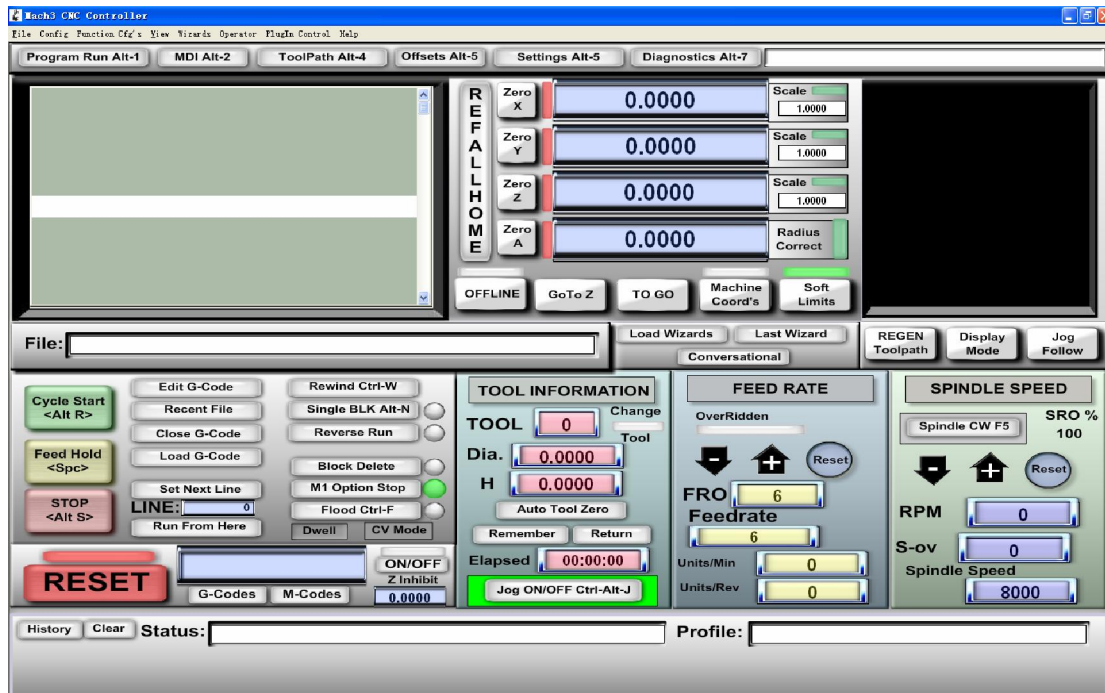 Mach3 CNC Controller
File Config Function Cfg's View Wizards Operator PlugIn Control Help
Program Run Alt-1 MDI Alt-2 ToolPath Alt-4 Offsets Alt-5 Settings Alt-5 Diagnostics Alt-7
REF ALL HOME
Zero X 0.0000 Scale 1.0000
Zero Y 0.0000 Scale 1.0000
Zero Z 0.0000 Scale 1.0000
Zero A 0.0000 Radius Correct
OFFLINE GoTo Z TO GO Machine Coord's Soft Limits
File: Load Wizards Last Wizard
Conversational
REGEN Toolpath Display Mode Jog Follow
Cycle Start <Alt R>
Feed Hold <Spc>
STOP <Alt S>
Edit G-Code
Recent File
Close G-Code
Load G-Code
Set Next Line
LINE: 0
Run From Here
Rewind Ctrl-W
Single BLK Alt-N
Reverse Run
Block Delete
M1 Option Stop
Flood Ctrl-F
Dwell CV Mode
RESET
G-Codes M-Codes
ON/OFF
Z Inhibit
0.0000
TOOL INFORMATION
TOOL 0 Change Tool
Dia. 0.0000
H 0.0000
Auto Tool Zero
Remember Return
Elapsed 00:00:00
Jog ON/OFF Ctrl-Alt-J
FEED RATE
OverRidden
- + Reset
FRO 6
Feedrate
6
Units/Min 0
Units/Rev 0
SPINDLE SPEED
Spindle CW F5 SRO % 100
- + Reset
RPM 0
S-ov 0
Spindle Speed
8000
History Clear Status: Profile: